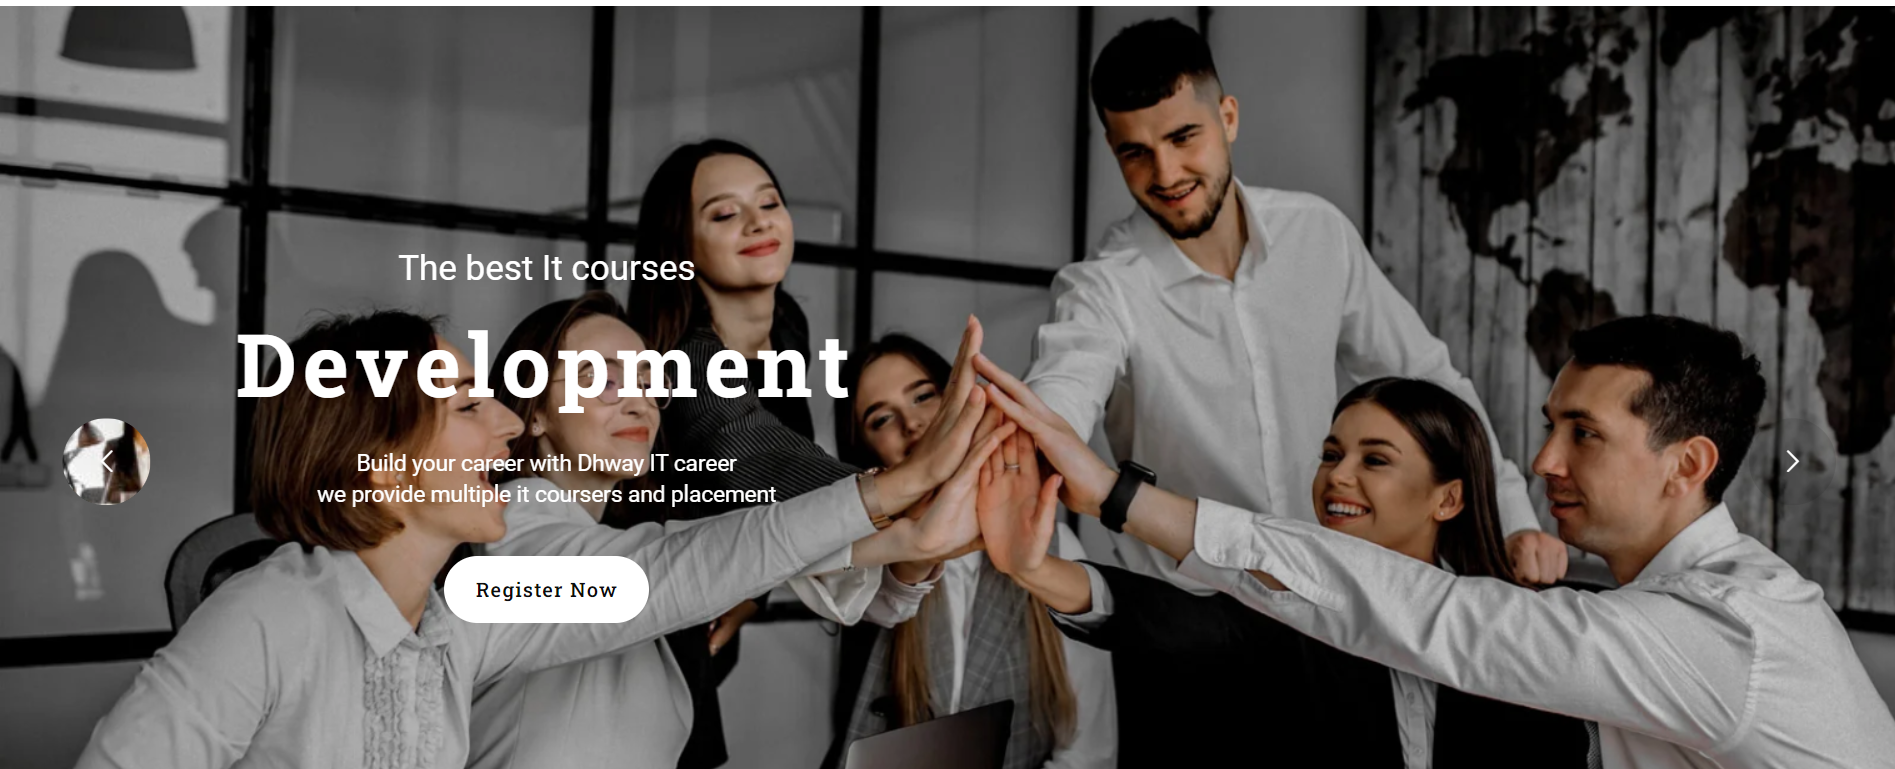 The best It courses
Development
Build your career with Dhway IT career
we provide multiple it coursers and placement
Register Now